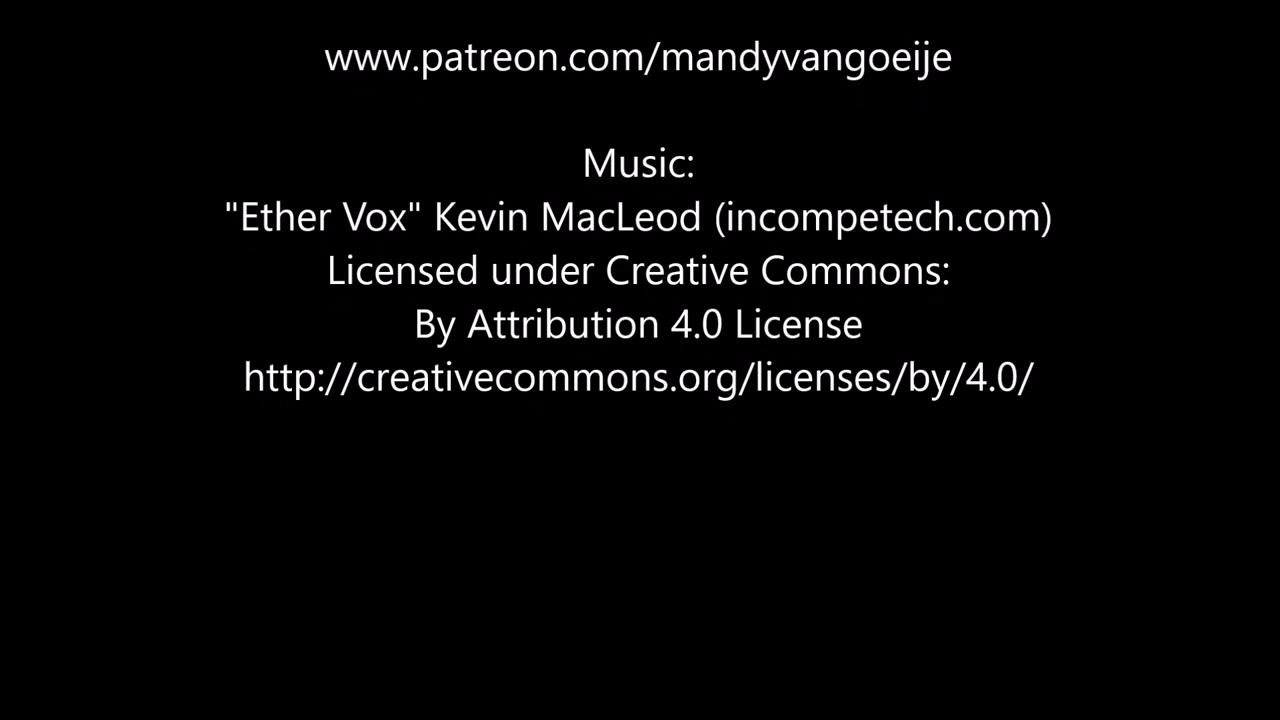 www.patreon.com/mandyvangoeije
Music:
"Ether Vox" Kevin MacLeod (incompetech.com)
Licensed under Creative Commons:
By Attribution 4.0 License
http://creativecommons.org/licenses/by/4.0/